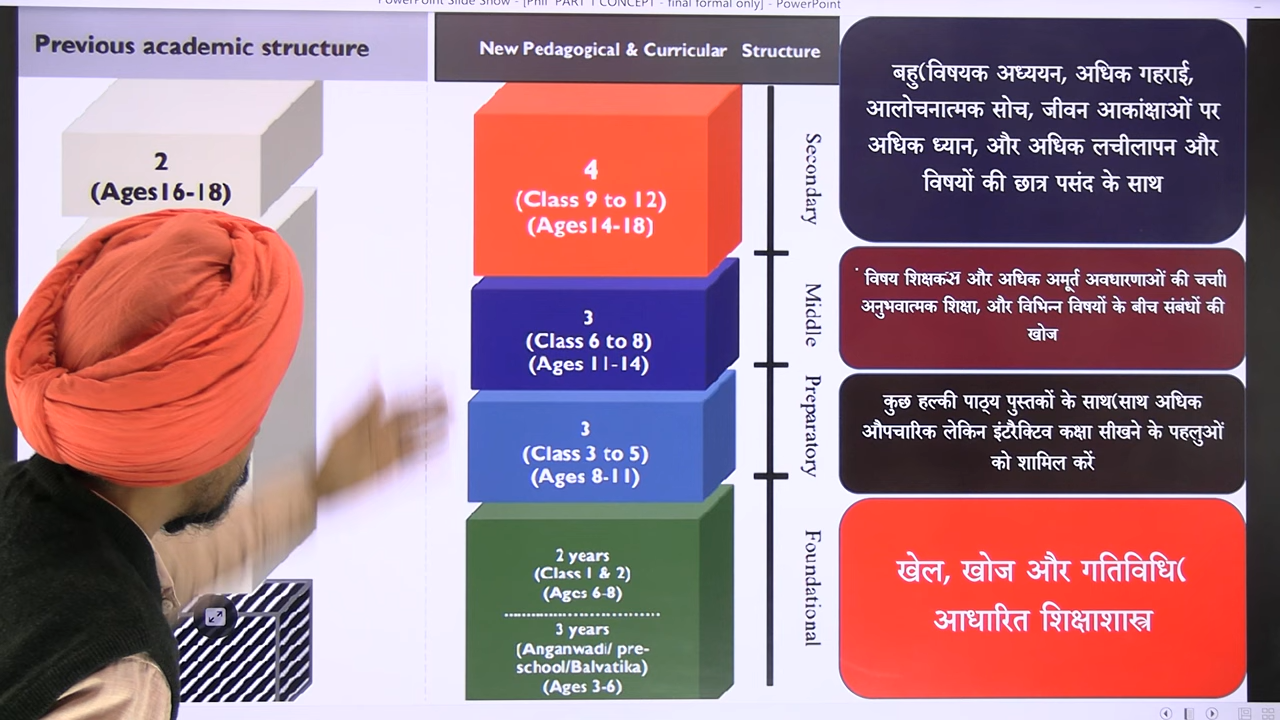 PowerPoint Slide Show - [Phil PART 1 CONCEPT - final formal only] - PowerPoint
Previous academic structure
2
(Ages16-18)
New Pedagogical & Curricular Structure
4
(Class 9 to 12)
(Ages14-18)
3
(Class 6 to 8)
(Ages 11-14)
3
(Class 3 to 5)
(Ages 8-11)
2 years
(Class 1 & 2)
(Ages 6-8)
3 years
(Anganwadi/ pre-
school/Balvatika)
(Ages 3-6)
Secondary
Middle
Preparatory
Foundational
बहु(विषयक अध्ययन, अधिक गहराई,
आलोचनात्मक सोच, जीवन आकांक्षाओं पर
अधिक ध्यान, और अधिक लचीलापन और
विषयों की छात्र पसंद के साथ
विषय शिक्षक और अधिक अमूर्त अवधारणाओं की चर्चा।
अनुभवात्मक शिक्षा, और विभिन्न विषयों के बीच संबंधों की
खोज
कुछ हल्की पाठ्य पुस्तकों के साथ(साथ अधिक
औपचारिक लेकिन इंटरैक्टिव कक्षा सीखने के पहलुओं
को शामिल करें
खेल, खोज और गतिविधि(
आधारित शिक्षाशास्त्र